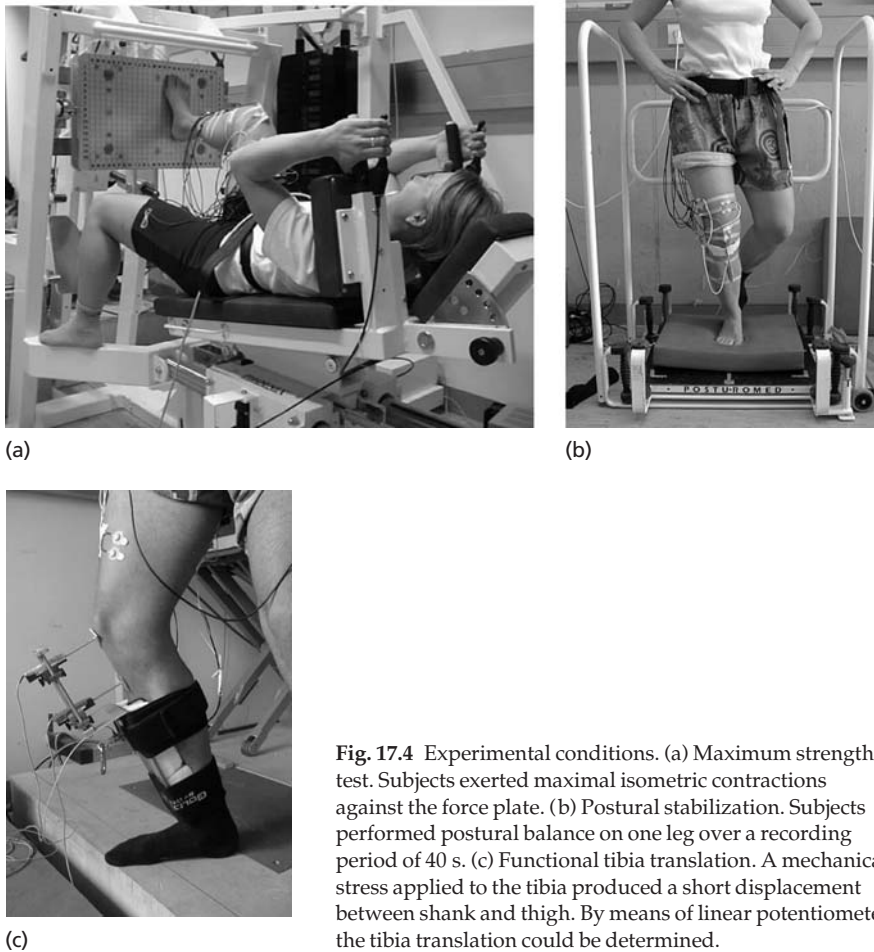 (a)
POSTUROMED
(b)
(c)
Fig. 17.4 Experimental conditions. (a) Maximum strength
test. Subjects exerted maximal isometric contractions
against the force plate. (b) Postural stabilization. Subjects
performed postural balance on one leg over a recording
period of 40 s. (c) Functional tibia translation. A mechanica
stress applied to the tibia produced a short displacement
between shank and thigh. By means of linear potentiomete
the tibia translation could be determined.